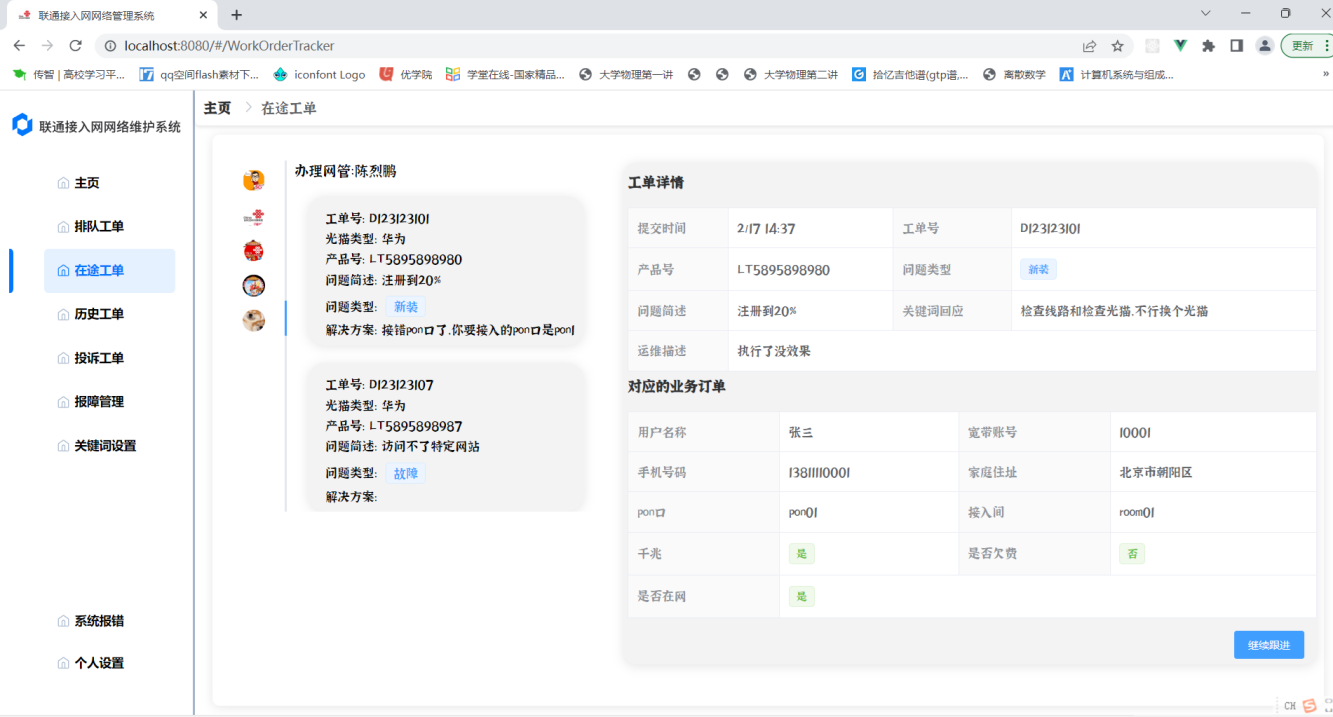 联通接入网网络管理系统
localhost:8080/#/WorkOrderTracker
更新
传智 | 高校学习平...
qq空间flash素材下...
iconfont Logo
优学院
学堂在线-国家精品...
大学物理第一讲
大学物理第二讲
拾忆吉他谱(gtp谱,...
离散数学
计算机系统与组成...
»
联通接入网网络维护系统
主页
排队工单
在途工单
历史工单
投诉工单
报障管理
关键词设置
系统报错
个人设置
主页 > 在途工单
办理网管:陈烈鹏
工单号: D123123101
光猫类型: 华为
产品号: LT5895898980
问题简述: 注册到20%
问题类型: 新装
解决方案: 接错pon口了,你要接入的pon口是pon1
工单号: D123123107
光猫类型: 华为
产品号: LT5895898987
问题简述: 访问不了特定网站
问题类型: 故障
解决方案:
工单详情
提交时间 2/17 14:37 工单号 D123123101
产品号 LT5895898980 问题类型 新装
问题简述 注册到20% 关键词回应 检查线路和检查光猫,不行换个光猫
运维描述 执行了没效果
对应的业务订单
用户名称 张三 宽带账号 10001
手机号码 13811110001 家庭住址 北京市朝阳区
pon口 pon01 接入间 room01
千兆 是 是否欠费 否
是否在网 是
继续跟进
CH